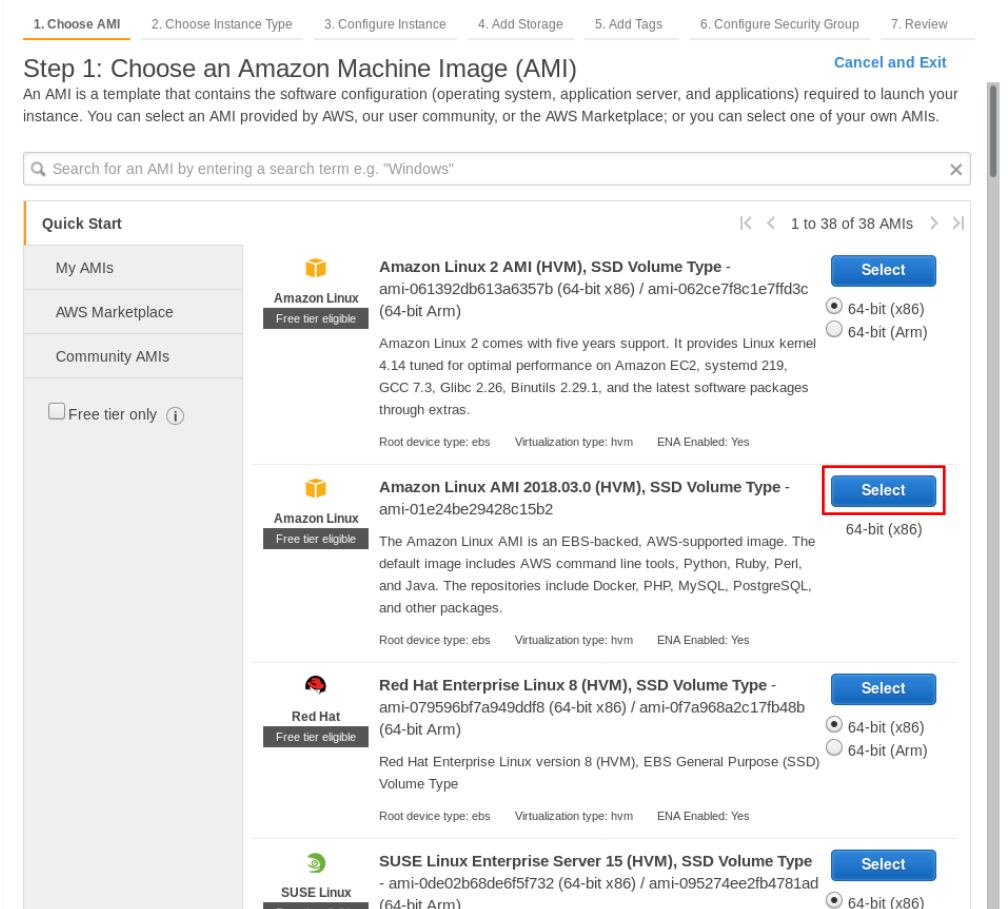 1. Choose AMI 2. Choose Instance Type 3. Configure Instance 4. Add Storage 5. Add Tags 6. Configure Security Group 7. Review
Step 1: Choose an Amazon Machine Image (AMI)
Cancel and Exit
An AMI is a template that contains the software configuration (operating system, application server, and applications) required to launch your
instance. You can select an AMI provided by AWS, our user community, or the AWS Marketplace; or you can select one of your own AMIs.
Search for an AMI by entering a search term e.g. "Windows"
Quick Start
1 to 38 of 38 AMIs
My AMIs
AWS Marketplace
Community AMIs
Free tier only
Amazon Linux
Free tier eligible
Amazon Linux 2 AMI (HVM), SSD Volume Type -
ami-061392db613a6357b (64-bit x86) / ami-062ce7f8c1e7ffd3c
(64-bit Arm)
Amazon Linux 2 comes with five years support. It provides Linux kernel
4.14 tuned for optimal performance on Amazon EC2, systemd 219,
GCC 7.3, Glibc 2.26, Binutils 2.29.1, and the latest software packages
through extras.
Root device type: ebs Virtualization type: hvm ENA Enabled: Yes
Select
64-bit (x86)
64-bit (Arm)
Amazon Linux
Free tier eligible
Amazon Linux AMI 2018.03.0 (HVM), SSD Volume Type -
ami-01e24be29428c15b2
The Amazon Linux AMI is an EBS-backed, AWS-supported image. The
default image includes AWS command line tools, Python, Ruby, Perl,
and Java. The repositories include Docker, PHP, MySQL, PostgreSQL,
and other packages.
Root device type: ebs Virtualization type: hvm ENA Enabled: Yes
Select
64-bit (x86)
Red Hat
Free tier eligible
Red Hat Enterprise Linux 8 (HVM), SSD Volume Type -
ami-079596bf7a949ddf8 (64-bit x86) / ami-0f7a968a2c17fb48b
(64-bit Arm)
Red Hat Enterprise Linux version 8 (HVM), EBS General Purpose (SSD)
Volume Type
Root device type: ebs Virtualization type: hvm ENA Enabled: Yes
Select
64-bit (x86)
64-bit (Arm)
SUSE Linux
SUSE Linux Enterprise Server 15 (HVM), SSD Volume Type
- ami-0de02b68de6f5f732 (64-bit x86) / ami-095274ee2fb4781ad
(64-bit Arm)
Select
64-bit (x86)